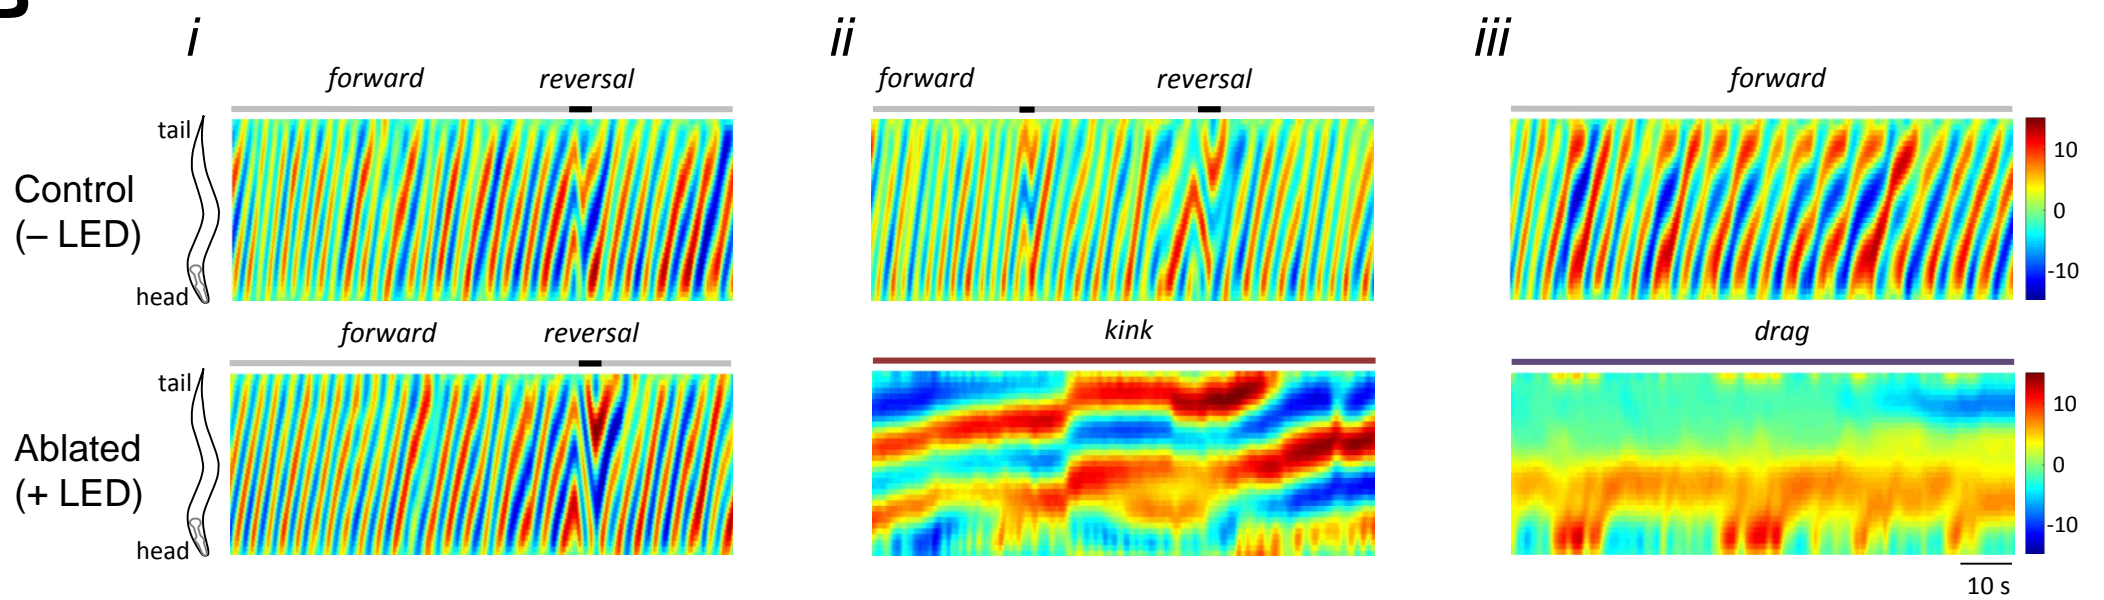 B
i ii iii
forward reversal forward reversal forward
tail
Control
(– LED)
head
10
0
-10
forward reversal kink drag
tail
Ablated
(+ LED)
head
10
0
-10
10 s